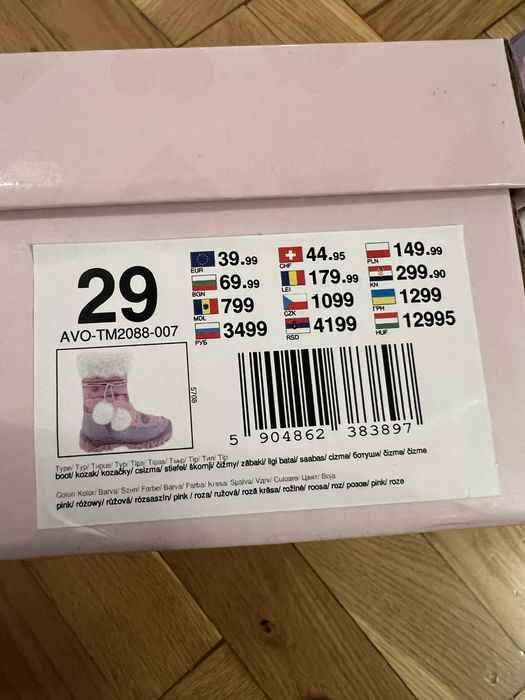 29
AVO-TM2088-007
EUR 39.99
CHF 44.95
PLN 149.99
BGN 69.99
LEI 179.99
KN 299.90
MDL 799
CZK 1099
ГРН 1299
РУБ 3499
RSD 4199
HUF 12995
5768
5 904862 383897
Type/ Typ/ Типus/ Typ/ Tips/ Tipas/ Тьıр/ Tip/ Тип/ Tip
boot/ kozak/ kozačky/ csizma/ stiefel/ škornji/ čižmy/ zābaki/ ilgi batai/ saabas/ cizme/ ботуши/ čizme/ čizme
Color/ Kolor/ Barva/ Szín/ Farbe/ Barva/ Farba/ Krāsa/ Spalva/ Värv/ Culoare/ Цвят/ Boja
pink/ różowy/ růžová/ rózsaszín/ pink / roza/ ružová/ rozā krāsa/ rožinė/ roosa/ roz/ розов/ pink/ roze